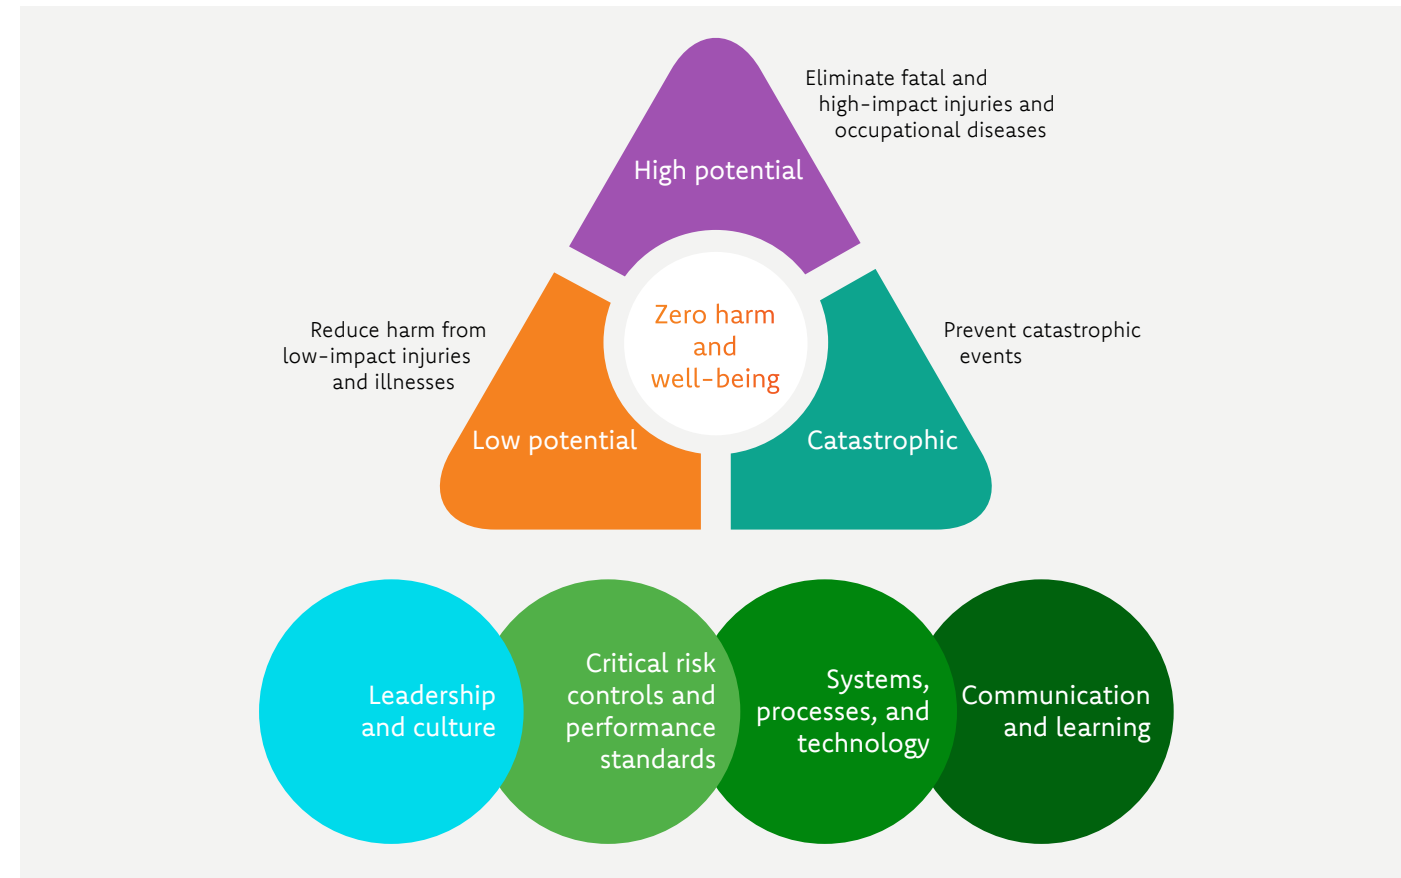 Eliminate fatal and
high-impact injuries and
occupational diseases
High potential
Zero harm
and
well-being
Reduce harm from
low-impact injuries
and illnesses
Prevent catastrophic
events
Low potential
Catastrophic
Leadership
and culture
Critical risk
controls and
performance
standards
Systems,
processes, and
technology
Communication
and learning